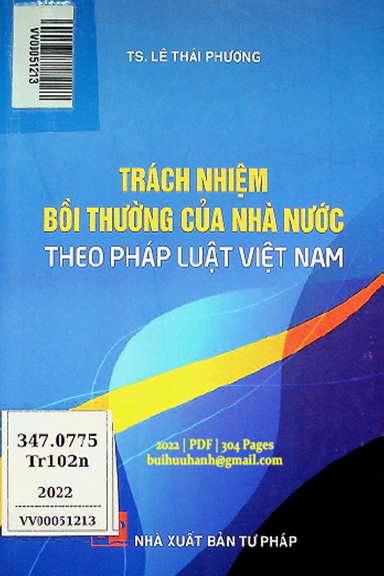 VV00051213
TS. LÊ THÁI PHƯƠNG
TRÁCH NHIỆM
BỒI THƯỜNG CỦA NHÀ NƯỚC
THEO PHÁP LUẬT VIỆT NAM
347.0775
Tr102n
2022
VV00051213
2022 | PDF | 304 Pages
buihuuhanh@gmail.com
NHÀ XUẤT BẢN TƯ PHÁP